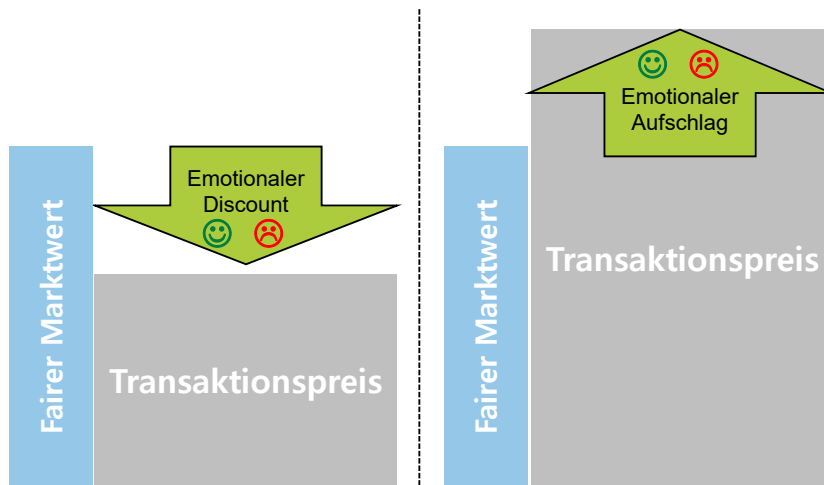 Fairer Marktwert
Emotionaler
Discount
Transaktionspreis
Fairer Marktwert
Emotionaler
Aufschlag
Transaktionspreis